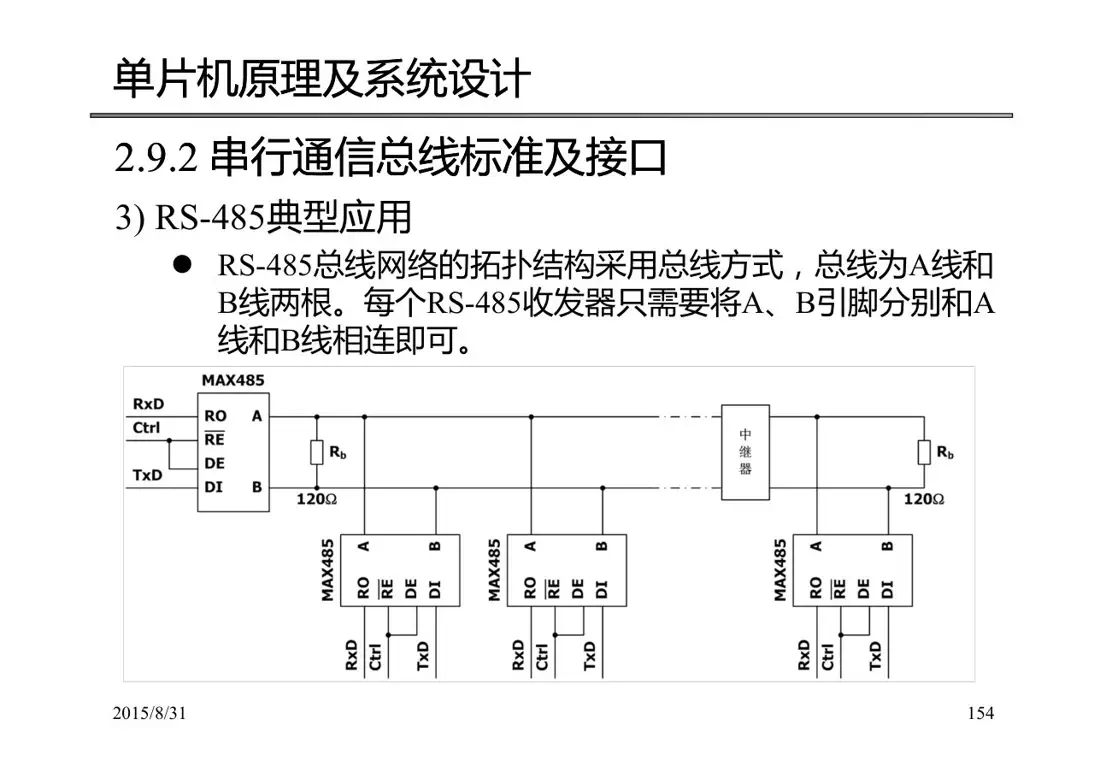 单片机原理及系统设计
2.9.2 串行通信总线标准及接口
3) RS-485典型应用
● RS-485总线网络的拓扑结构采用总线方式，总线为A线和
B线两根。每个RS-485收发器只需要将A、B引脚分别和A
线和B线相连即可。
MAX485
RxD
RO A
Ctrl
RE
DE
TxD
DI B
Rb
120Ω
中
继
器
Rb
120Ω
MAX485
A B
RO RE DE DI
RxD Ctrl TxD
MAX485
A B
RO RE DE DI
RxD Ctrl TxD
MAX485
A B
RO RE DE DI
RxD Ctrl TxD
2015/8/31
154